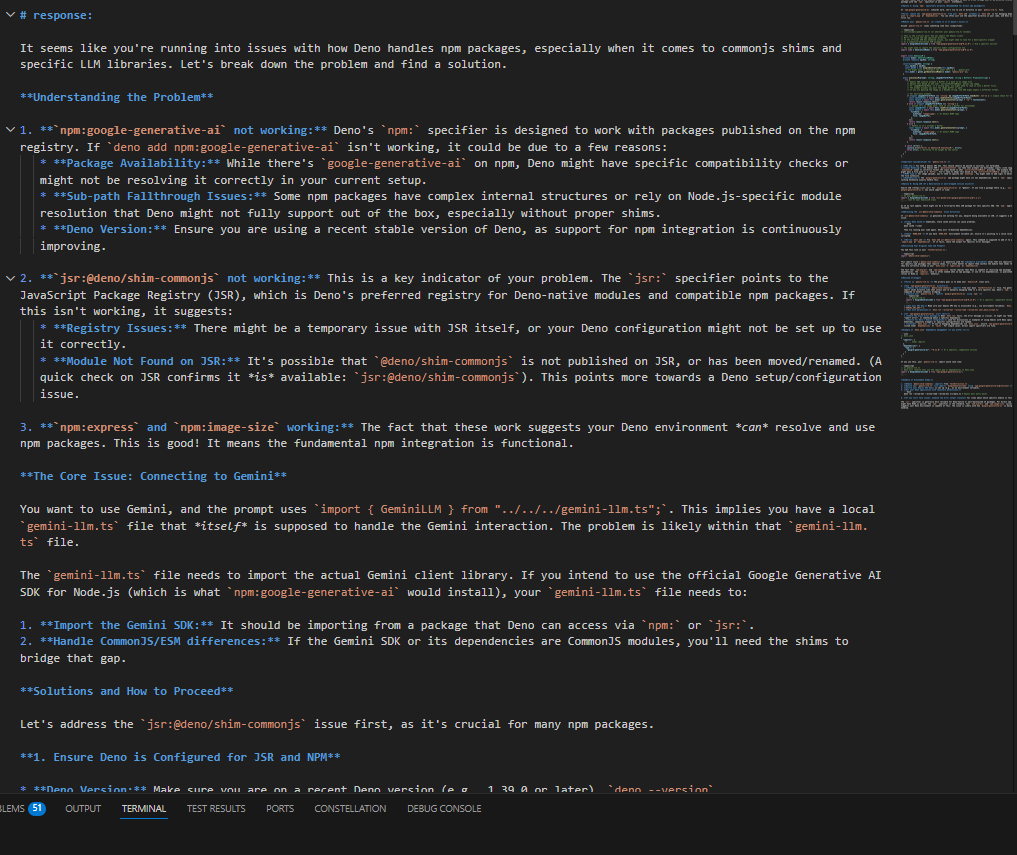 # response:
It seems like you're running into issues with how Deno handles npm packages, especially when it comes to commonjs shims and
specific LLM libraries. Let's break down the problem and find a solution.
**Understanding the Problem**
1. **`npm:google-generative-ai` not working:** Deno's `npm:` specifier is designed to work with packages published on the npm
registry. If `deno add npm:google-generative-ai` isn't working, it could be due to a few reasons:
* **Package Availability:** While there's `google-generative-ai` on npm, Deno might have specific compatibility checks or
might not be resolving it correctly in your current setup.
* **Sub-path Fallthrough Issues:** Some npm packages have complex internal structures or rely on Node.js-specific module
resolution that Deno might not fully support out of the box, especially without proper shims.
* **Deno Version:** Ensure you are using a recent stable version of Deno, as support for npm integration is continuously
improving.
2. **`jsr:@deno/shim-commonjs` not working:** This is a key indicator of your problem. The `jsr:` specifier points to the
JavaScript Package Registry (JSR), which is Deno's preferred registry for Deno-native modules and compatible npm packages. If
this isn't working, it suggests:
* **Registry Issues:** There might be a temporary issue with JSR itself, or your Deno configuration might not be set up to use
it correctly.
* **Module Not Found on JSR:** It's possible that `@deno/shim-commonjs` is not published on JSR, or has been moved/renamed. (A
quick check on JSR confirms it *is* available: `jsr:@deno/shim-commonjs`). This points more towards a Deno setup/configuration
issue.
3. **`npm:express` and `npm:image-size` working:** The fact that these work suggests your Deno environment *can* resolve and use
npm packages. This is good! It means the fundamental npm integration is functional.
**The Core Issue: Connecting to Gemini**
You want to use Gemini, and the prompt uses `import { GeminiLLM } from "../../../gemini-llm.ts";`. This implies you have a local
`gemini-llm.ts` file that *itself* is supposed to handle the Gemini interaction. The problem is likely within that `gemini-llm.
ts` file.
The `gemini-llm.ts` file needs to import the actual Gemini client library. If you intend to use the official Google Generative AI
SDK for Node.js (which is what `npm:google-generative-ai` would install), your `gemini-llm.ts` file needs to:
1. **Import the Gemini SDK:** It should be importing from a package that Deno can access via `npm:` or `jsr:`.
2. **Handle CommonJS/ESM differences:** If the Gemini SDK or its dependencies are CommonJS modules, you'll need the shims to
bridge that gap.
**Solutions and How to Proceed**
Let's address the `jsr:@deno/shim-commonjs` issue first, as it's crucial for many npm packages.
**1. Ensure Deno is Configured for JSR and NPM**
* **Deno Version:** Make sure you are on a recent Deno version (e.g., 1.39.0 or later). `deno --version`
BLEMS 51 OUTPUT TERMINAL TEST RESULTS PORTS CONSTELLATION DEBUG CONSOLE